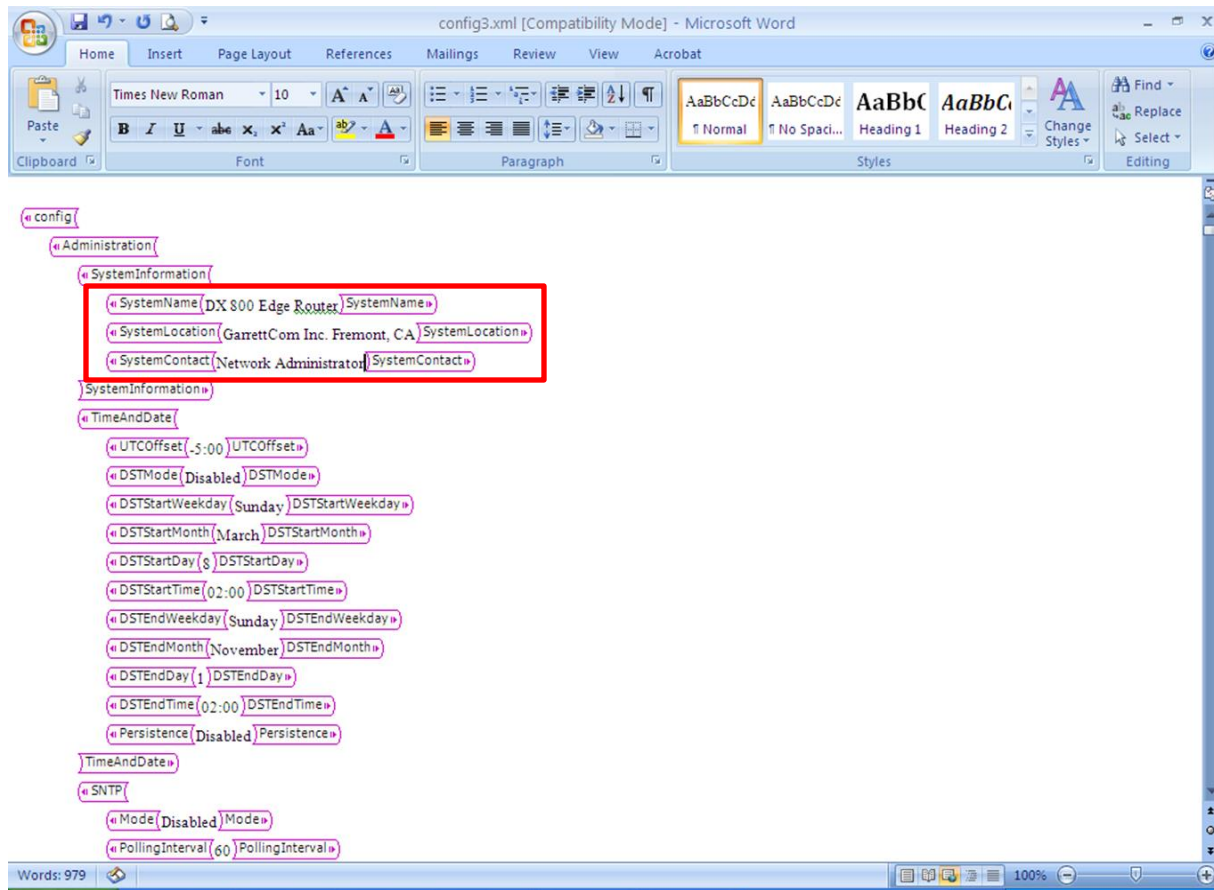 config3.xml [Compatibility Mode] - Microsoft Word
Home Insert Page Layout References Mailings Review View Acrobat
Paste
Clipboard
Times New Roman 10
B I U abc X₂ X² Aa A
Font
Paragraph
AaBbCcDc AaBbCcDc AaBbC AaBbC
¶ Normal ¶ No Spaci... Heading 1 Heading 2
Change Styles
Styles
Find
Replace
Select
Editing
config
Administration
SystemInformation
SystemName DX 800 Edge Router SystemName
SystemLocation GarrettCom Inc. Fremont, CA SystemLocation
SystemContact Network Administrator SystemContact
SystemInformation
TimeAndDate
UTCOffset -5:00 UTCOffset
DSTMode Disabled DSTMode
DSTStartWeekday Sunday DSTStartWeekday
DSTStartMonth March DSTStartMonth
DSTStartDay 8 DSTStartDay
DSTStartTime 02:00 DSTStartTime
DSTEndWeekday Sunday DSTEndWeekday
DSTEndMonth November DSTEndMonth
DSTEndDay 1 DSTEndDay
DSTEndTime 02:00 DSTEndTime
Persistence Disabled Persistence
TimeAndDate
SNTP
Mode Disabled Mode
PollingInterval 60 PollingInterval
Words: 979
100%